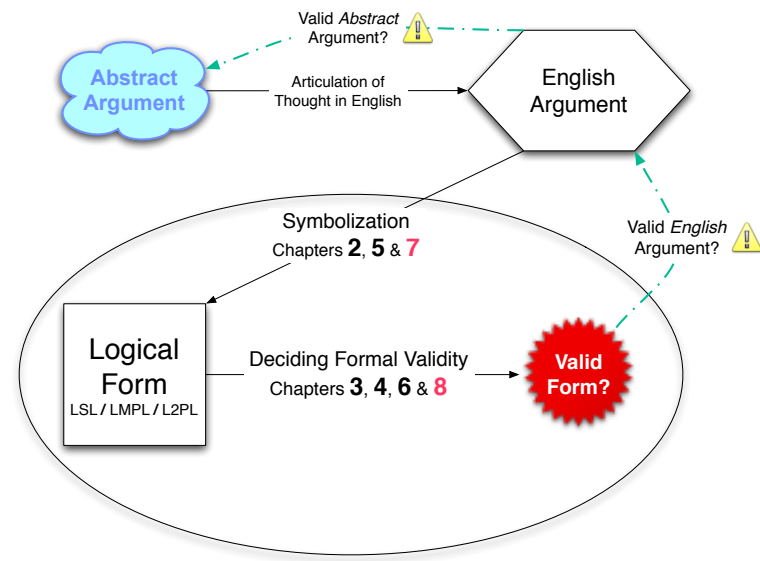 Valid Abstract
Argument?
Abstract
Argument
Articulation of
Thought in English
English
Argument
Symbolization
Chapters 2, 5 & 7
Valid English
Argument?
Logical
Form
LSL / LMPL / L2PL
Deciding Formal Validity
Chapters 3, 4, 6 & 8
Valid
Form?